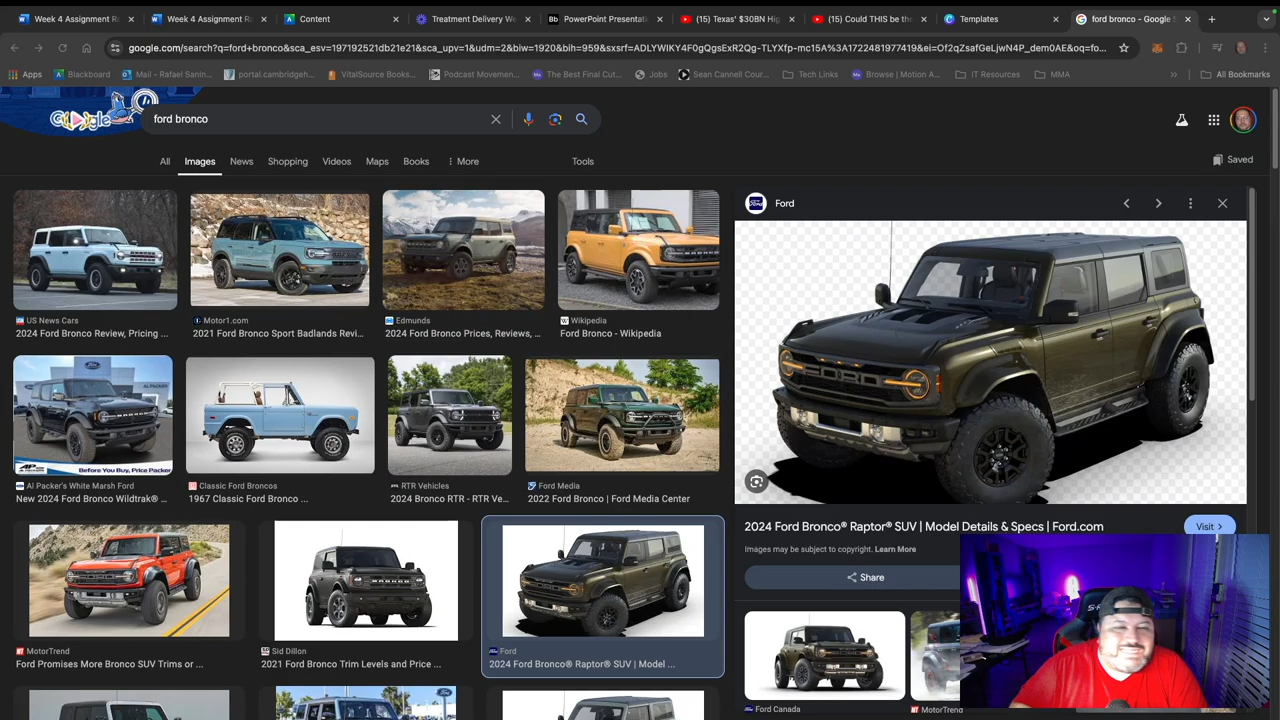 Week 4 Assignment R
Week 4 Assignment R
Content
Treatment Delivery We
PowerPoint Presentati
(15) Texas' $30BN Hig
(15) Could THIS be the
Templates
ford bronco - Google S
google.com/search?q=ford+bronco&sca_esv=197192521db21e21&sca_upv=1&udm=2&biw=1920&bih=959&sxsrf=ADLYWIKY4F0gQgsExR2Qg-TLYXfp-mc15A%3A1722481977419&ei=Of2qZsafGeLjwN4P_dem0AE&oq=fo...
Apps
Blackboard
Mail - Rafael Sanin...
portal.cambridgeh...
VitalSource Books...
Podcast Movemen...
The Best Final Cut...
Jobs
Sean Cannell Cour...
Tech Links
Browse | Motion A...
IT Resources
MMA
All Bookmarks
ford bronco
All
Images
News
Shopping
Videos
Maps
Books
More
Tools
Saved
US News Cars
2024 Ford Bronco Review, Pricing ...
Motor1.com
2021 Ford Bronco Sport Badlands Revi...
Edmunds
2024 Ford Bronco Prices, Reviews, ...
Wikipedia
Ford Bronco - Wikipedia
Ford
FORD
Before You Buy, Price Packer
Al Packer's White Marsh Ford
New 2024 Ford Bronco Wildtrak® ...
Classic Ford Broncos
1967 Classic Ford Bronco ...
RTR Vehicles
2024 Bronco RTR - RTR Ve...
Ford Media
2022 Ford Bronco | Ford Media Center
2024 Ford Bronco® Raptor® SUV | Model Details & Specs | Ford.com
Visit
Images may be subject to copyright. Learn More
Share
MotorTrend
Ford Promises More Bronco SUV Trims or ...
Sid Dillon
2021 Ford Bronco Trim Levels and Price ...
Ford
2024 Ford Bronco® Raptor® SUV | Model ...
Ford Canada
MotorTrend